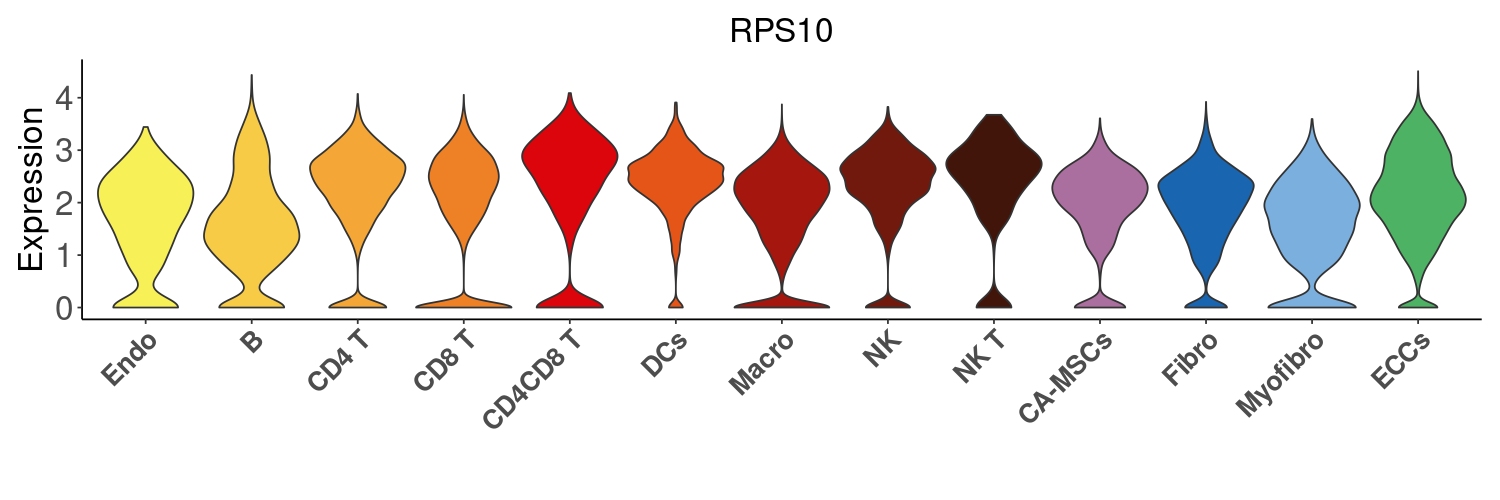 RPS10
Expression
4
3
2
1
0
Endo
B
CD4 T
CD8 T
CD4CD8 T
DCs
Macro
NK
NK T
CA-MSCs
Fibro
Myofibro
ECCs